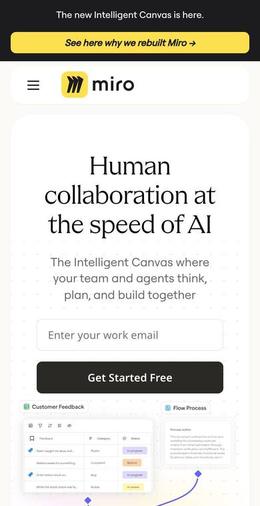 The new Intelligent Canvas is here.
See here why we rebuilt Miro →
miro
Human
collaboration at
the speed of AI
The Intelligent Canvas where
your team and agents think,
plan, and build together
Enter your work email
Get Started Free
Customer Feedback
Flow Process